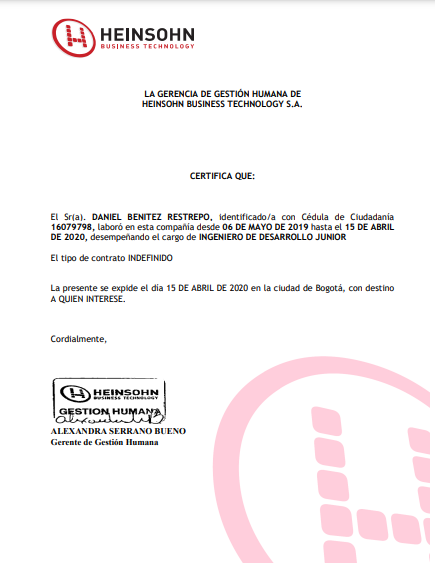 HEINSOHN
BUSINESS TECHNOLOGY
LA GERENCIA DE GESTIÓN HUMANA DE
HEINSOHN BUSINESS TECHNOLOGY S.A.
CERTIFICA QUE:
El Sr(a). DANIEL BENITEZ RESTREPO, identificado/a con Cédula de Ciudadanía
16079798, laboró en esta compañía desde 06 DE MAYO DE 2019 hasta el 15 DE ABRIL
DE 2020, desempeñando el cargo de INGENIERO DE DESARROLLO JUNIOR
El tipo de contrato INDEFINIDO
La presente se expide el día 15 DE ABRIL DE 2020 en la ciudad de Bogotá, con destino
A QUIEN INTERESE.
Cordialmente,
HEINSOHN
BUSINESS TECHNOLOGY
GESTION HUMANA
ALEXANDRA SERRANO BUENO
Gerente de Gestión Humana